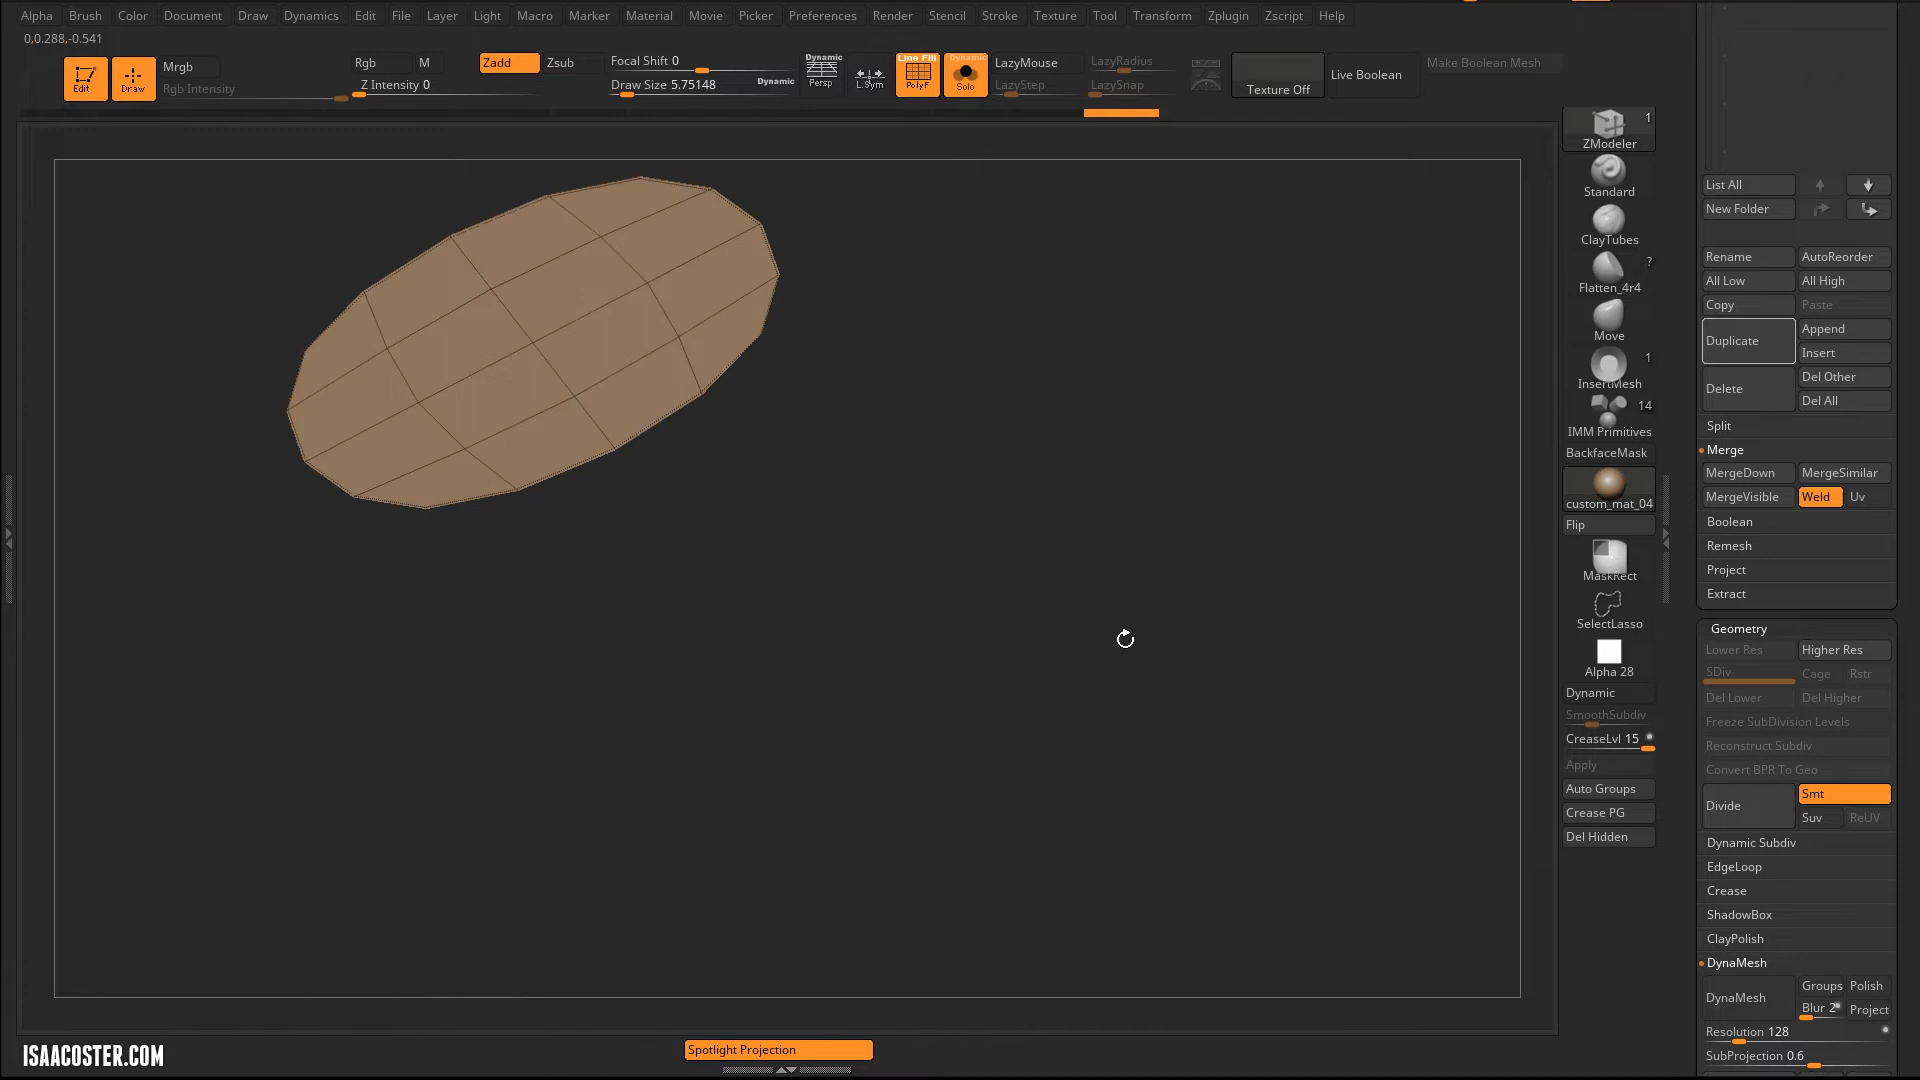 Alpha Brush Color Document Draw Dynamics Edit File Layer Light Macro Marker Material Movie Picker Preferences Render Stencil Stroke Texture Tool Transform Zplugin Zscript Help
0,0.288,-0.541
Edit
Draw
Mrgb
Rgb Intensity
Rgb M
Z Intensity 0
Zadd Zsub
Focal Shift 0
Draw Size 5.75148
Dynamic
Dynamic
Persp
L.Sym
Line Fill
PolyF
Dynamic
Solo
LazyMouse
LazyStep
LazyRadius
LazySnap
Texture Off
Live Boolean
Make Boolean Mesh
1
ZModeler
Standard
ClayTubes
?
Flatten_4r4
Move
1
InsertMesh
14
IMM Primitives
BackfaceMask
custom_mat_04
Flip
MaskRect
SelectLasso
Alpha 28
Dynamic
SmoothSubdiv
CreaseLvl 15
Apply
Auto Groups
Crease PG
Del Hidden
List All
New Folder
Rename AutoReorder
All Low All High
Copy Paste
Duplicate
Append
Insert
Delete
Del Other
Del All
Split
Merge
MergeDown MergeSimilar
MergeVisible Weld Uv
Boolean
Remesh
Project
Extract
Geometry
Lower Res Higher Res
SDiv Cage Rstr
Del Lower Del Higher
Freeze SubDivision Levels
Reconstruct Subdiv
Convert BPR To Geo
Divide
Smt
Suv ReUV
Dynamic Subdiv
EdgeLoop
Crease
ShadowBox
ClayPolish
DynaMesh
DynaMesh
Groups Polish
Blur 2 Project
Resolution 128
SubProjection 0.6
Spotlight Projection
ISAACOSTER.COM